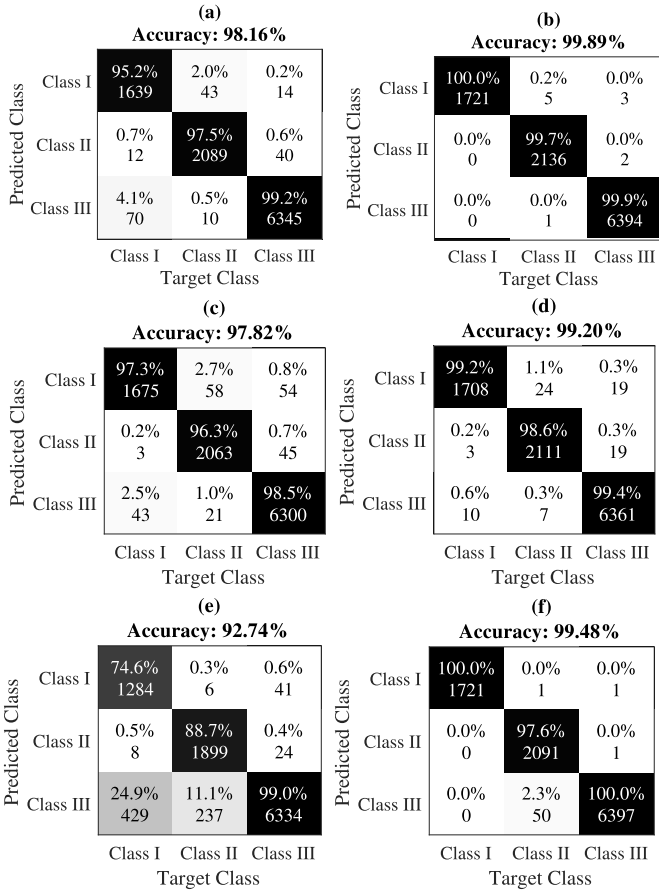 (a)
Accuracy: 98.16%
Predicted Class
Class I
95.2% 2.0% 0.2%
1639 43 14
Class II
0.7% 97.5% 0.6%
12 2089 40
Class III
4.1% 0.5% 99.2%
70 10 6345
Class I Class II Class III
Target Class
(b)
Accuracy: 99.89%
Predicted Class
Class I
100.0% 0.2% 0.0%
1721 5 3
Class II
0.0% 99.7% 0.0%
0 2136 2
Class III
0.0% 0.0% 99.9%
0 1 6394
Class I Class II Class III
Target Class
(c)
Accuracy: 97.82%
Predicted Class
Class I
97.3% 2.7% 0.8%
1675 58 54
Class II
0.2% 96.3% 0.7%
3 2063 45
Class III
2.5% 1.0% 98.5%
43 21 6300
Class I Class II Class III
Target Class
(d)
Accuracy: 99.20%
Predicted Class
Class I
99.2% 1.1% 0.3%
1708 24 19
Class II
0.2% 98.6% 0.3%
3 2111 19
Class III
0.6% 0.3% 99.4%
10 7 6361
Class I Class II Class III
Target Class
(e)
Accuracy: 92.74%
Predicted Class
Class I
74.6% 0.3% 0.6%
1284 6 41
Class II
0.5% 88.7% 0.4%
8 1899 24
Class III
24.9% 11.1% 99.0%
429 237 6334
Class I Class II Class III
Target Class
(f)
Accuracy: 99.48%
Predicted Class
Class I
100.0% 0.0% 0.0%
1721 1 1
Class II
0.0% 97.6% 0.0%
0 2091 1
Class III
0.0% 2.3% 100.0%
0 50 6397
Class I Class II Class III
Target Class